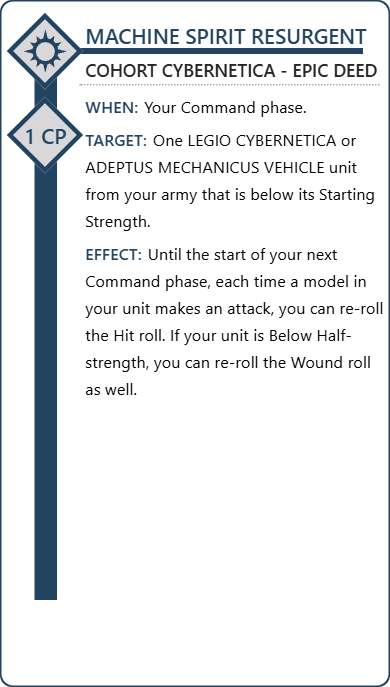 MACHINE SPIRIT RESURGENT
COHORT CYBERNETICA - EPIC DEED
WHEN: Your Command phase.
1 CP
TARGET: One LEGIO CYBERNETICA or
ADEPTUS MECHANICUS VEHICLE unit
from your army that is below its Starting
Strength.
EFFECT: Until the start of your next
Command phase, each time a model in
your unit makes an attack, you can re-roll
the Hit roll. If your unit is Below Half-
strength, you can re-roll the Wound roll
as well.